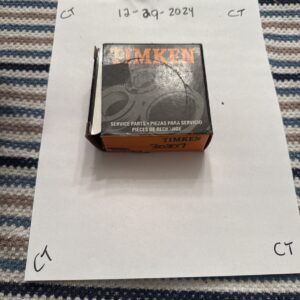 CT 12-29-2024 CT
TIMKEN
SERVICE PARTS • PIEZAS PARA SERVICIO
PIÈCES DE RECHANGE
TIMKEN
CT CT